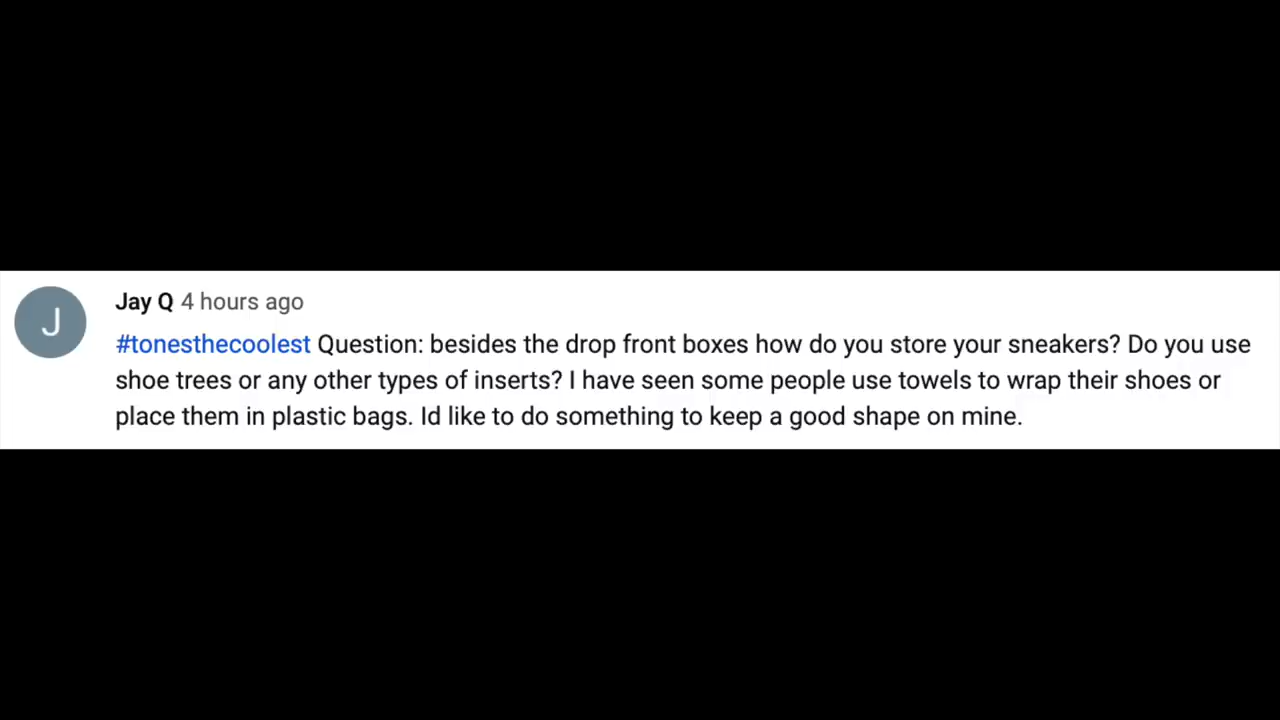 J
Jay Q 4 hours ago
#tonesthecoolest Question: besides the drop front boxes how do you store your sneakers? Do you use
shoe trees or any other types of inserts? I have seen some people use towels to wrap their shoes or
place them in plastic bags. Id like to do something to keep a good shape on mine.